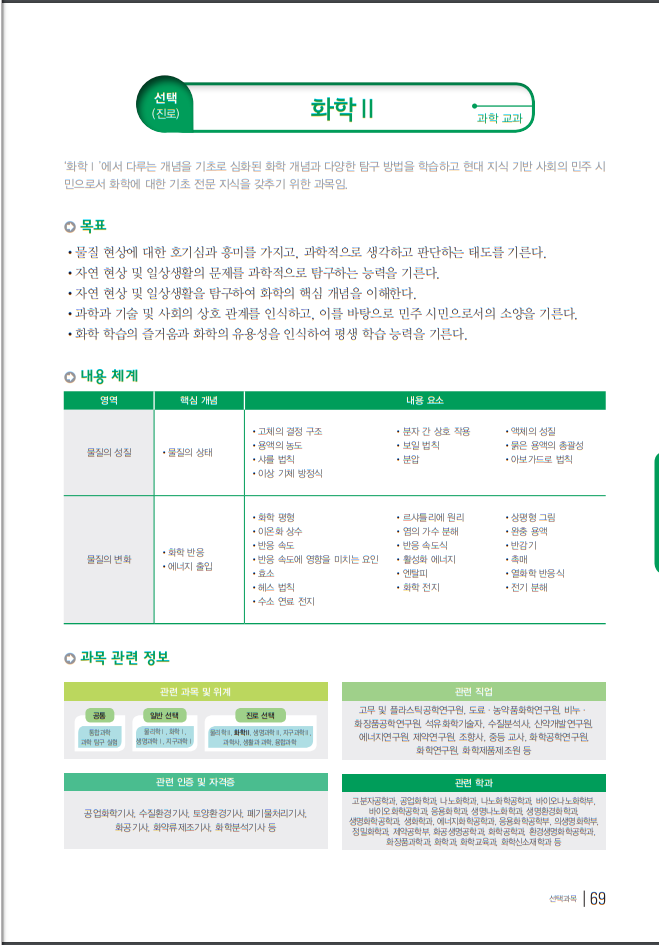 선택
(진로)
화학Ⅱ
과학 교과
‘화학Ⅰ’에서 다루는 개념을 기초로 심화된 화학 개념과 다양한 탐구 방법을 학습하고 현대 지식 기반 사회의 민주 시
민으로서 화학에 대한 기초 전문 지식을 갖추기 위한 과목임.
목표
•물질 현상에 대한 호기심과 흥미를 가지고, 과학적으로 생각하고 판단하는 태도를 기른다.
•자연 현상 및 일상생활의 문제를 과학적으로 탐구하는 능력을 기른다.
•자연 현상 및 일상생활을 탐구하여 화학의 핵심 개념을 이해한다.
•과학과 기술 및 사회의 상호 관계를 인식하고, 이를 바탕으로 민주 시민으로서의 소양을 기른다.
•화학 학습의 즐거움과 화학의 유용성을 인식하여 평생 학습 능력을 기른다.
내용 체계
영역 핵심 개념 내용 요소
물질의 성질
•물질의 상태
•고체의 결정 구조 •분자 간 상호 작용 •액체의 성질
•용액의 농도 •보일 법칙 •묽은 용액의 총괄성
•샤를 법칙 •분압 •아보가드로 법칙
•이상 기체 방정식
물질의 변화
•화학 반응
•에너지 출입
•화학 평형 •르샤틀리에 원리 •상평형 그림
•이온화 상수 •염의 가수 분해 •완충 용액
•반응 속도 •반응 속도식 •반감기
•반응 속도에 영향을 미치는 요인 •활성화 에너지 •촉매
•효소 •엔탈피 •열화학 반응식
•헤스 법칙 •화학 전지 •전기 분해
•수소 연료 전지
과목 관련 정보
관련 과목 및 위계
공통 일반 선택 진로 선택
통합과학 물리학Ⅰ, 화학Ⅰ, 물리학Ⅱ, 화학Ⅱ, 생명과학Ⅱ, 지구과학Ⅱ,
과학 탐구 실험 생명과학Ⅰ, 지구과학Ⅰ 과학사, 생활과 과학, 융합과학
관련 직업
고무 및 플라스틱공학연구원, 도료·농약품화학연구원, 비누·
화장품공학연구원, 석유화학기술자, 수질분석사, 신약개발연구원,
에너지연구원, 제약연구원, 조향사, 중등 교사, 화학공학연구원,
화학연구원, 화학제품제조원 등
관련 인증 및 자격증
공업화학기사, 수질환경기사, 토양환경기사, 폐기물처리기사,
화공기사, 화약류제조기사, 화학분석기사 등
관련 학과
고분자공학과, 공업화학과, 나노화학과, 나노화학공학과, 바이오나노화학부,
바이오화학공학과, 응용화학과, 생명나노화학과, 생명환경화학과,
생명화학공학과, 생화학과, 에너지화학공학과, 응용화학공학부, 의생명화학부,
정밀화학과, 제약공학부, 화공생명공학과, 화학공학과, 환경생명화학공학과,
화장품과학과, 화학과, 화학교육과, 화학신소재학과 등
선택과목 69